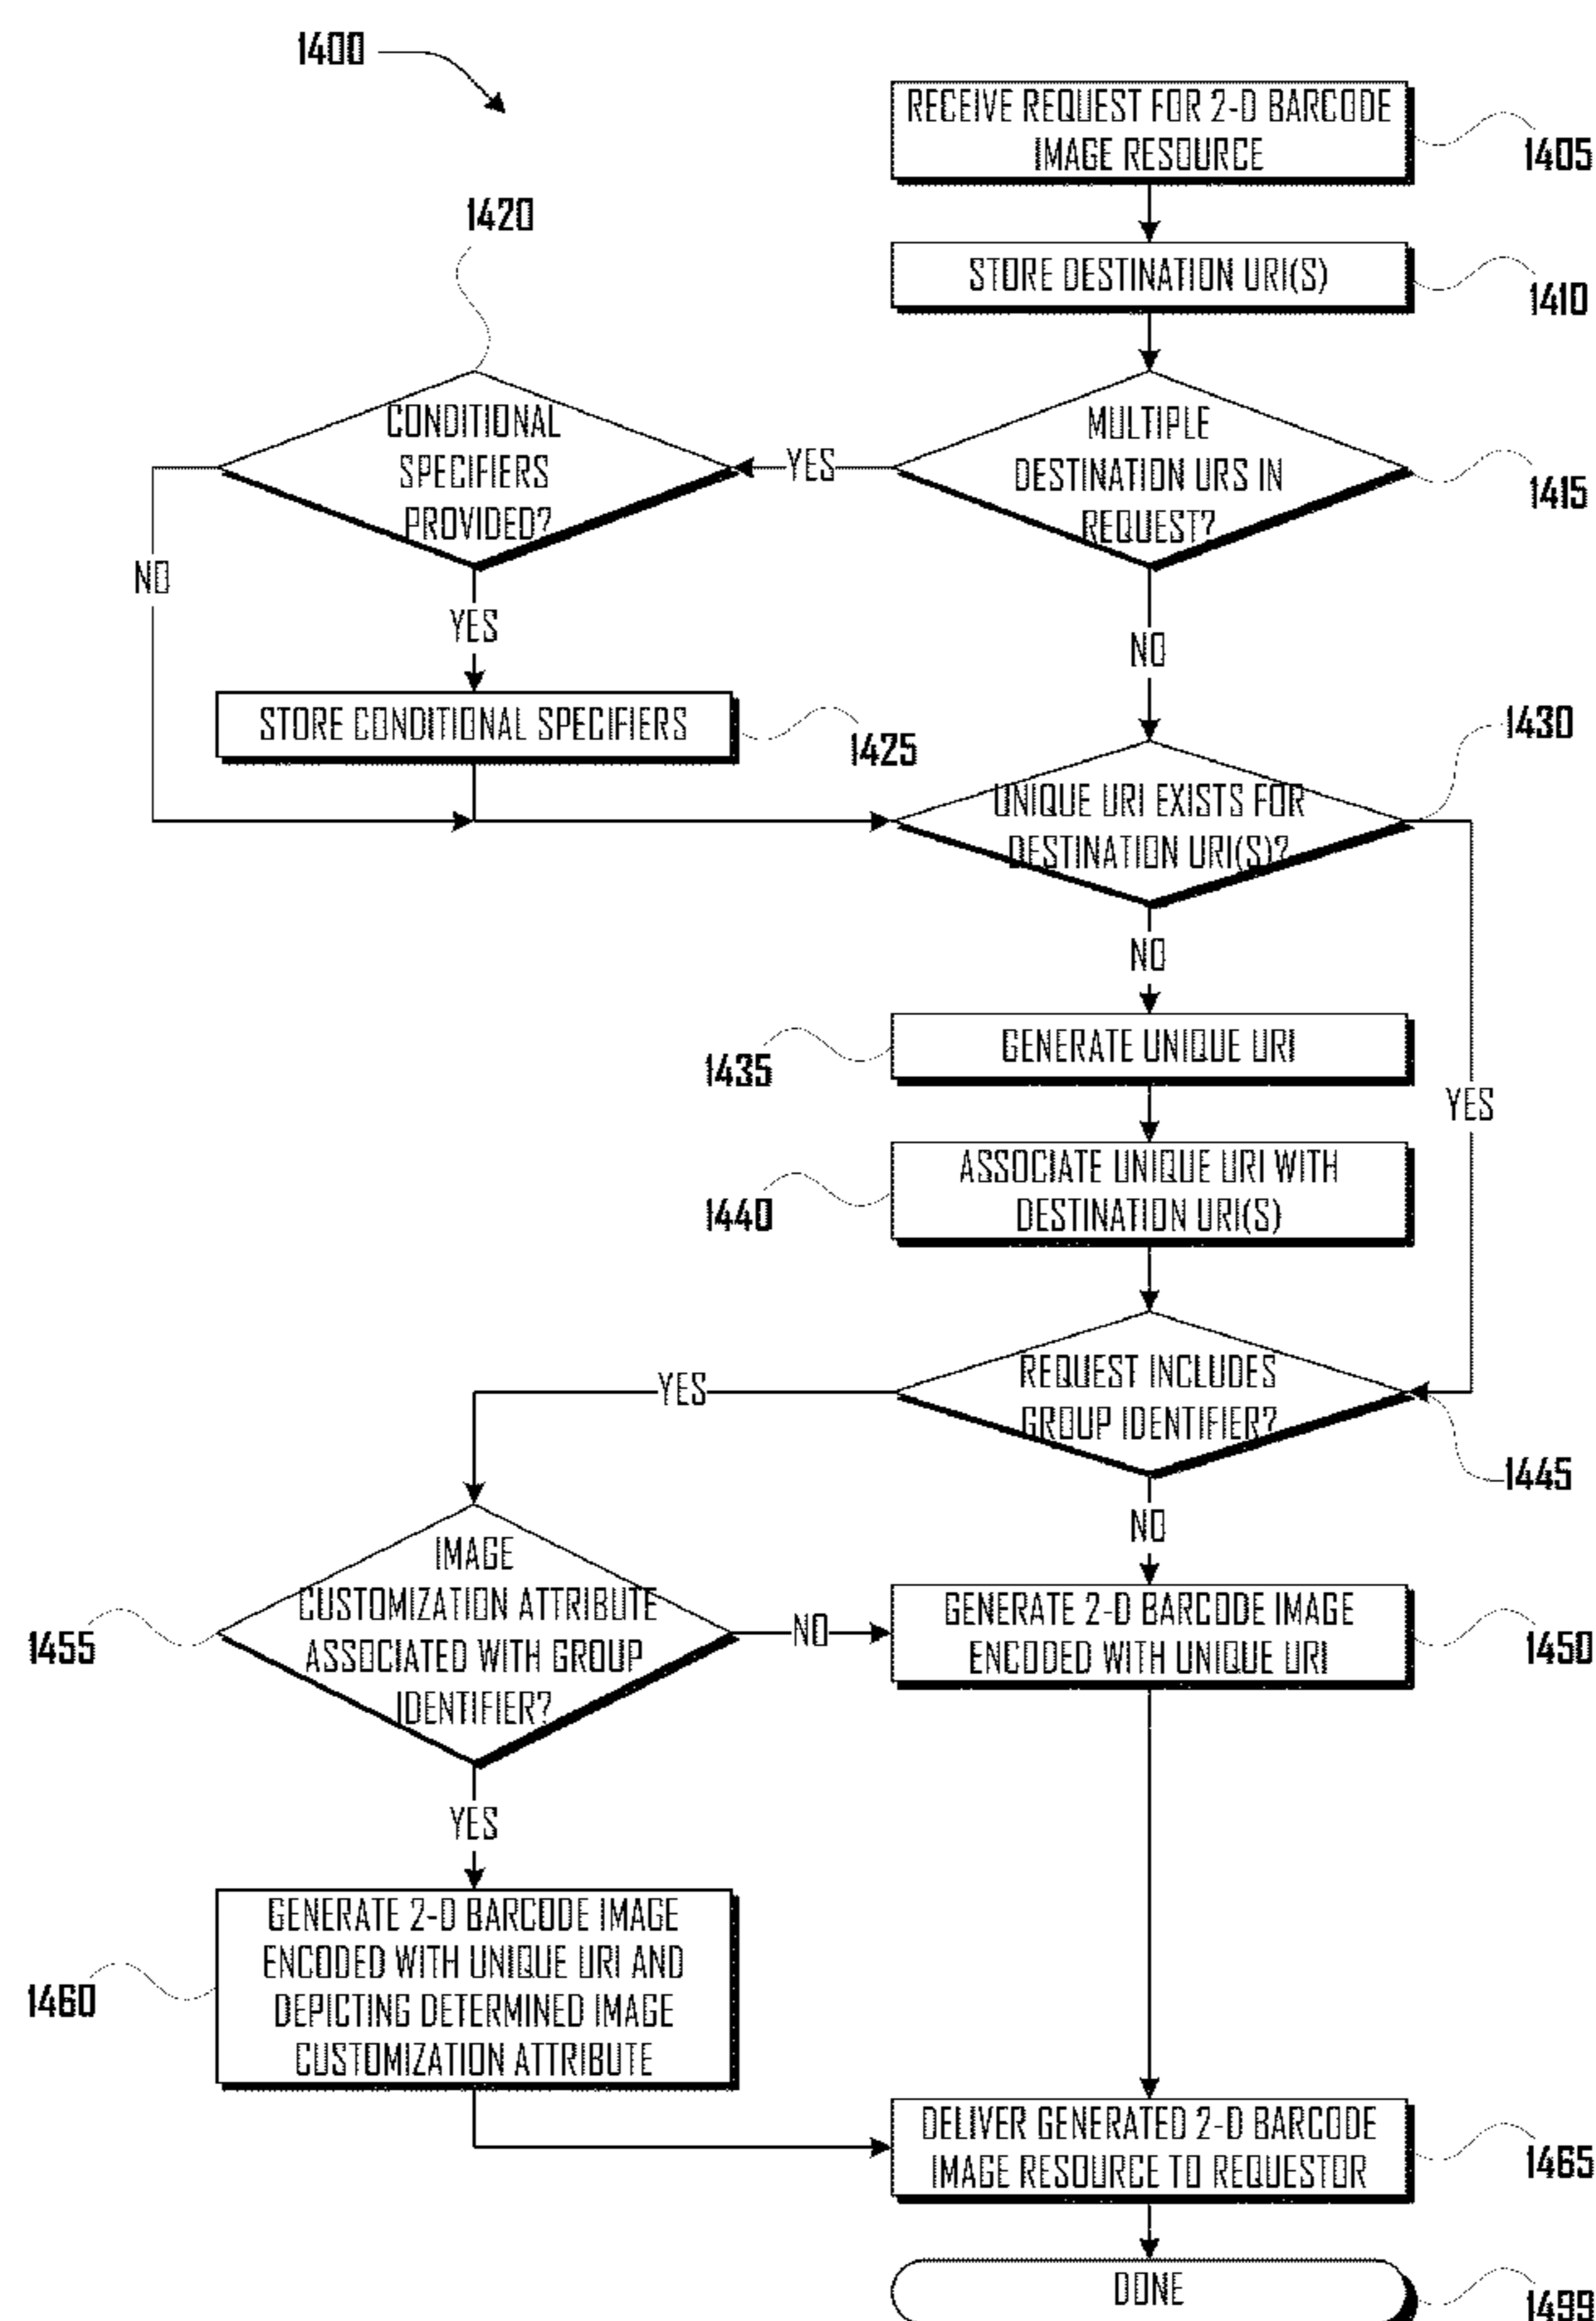 1400
RECEIVE REQUEST FOR 2-D BARCODE
IMAGE RESOURCE
1405
STORE DESTINATION URI(S)
1410
1420
MULTIPLE
DESTINATION URS IN
REQUEST?
1415
YES
CONDITIONAL
SPECIFIERS
PROVIDED?
NO
YES
NO
STORE CONDITIONAL SPECIFIERS
1425
1430
UNIQUE URI EXISTS FOR
DESTINATION URI(S)?
NO
YES
GENERATE UNIQUE URI
1435
ASSOCIATE UNIQUE URI WITH
DESTINATION URI(S)
1440
REQUEST INCLUDES
GROUP IDENTIFIER?
1445
YES
NO
IMAGE
CUSTOMIZATION ATTRIBUTE
ASSOCIATED WITH GROUP
IDENTIFIER?
1455
NO
GENERATE 2-D BARCODE IMAGE
ENCODED WITH UNIQUE URI
1450
YES
GENERATE 2-D BARCODE IMAGE
ENCODED WITH UNIQUE URI AND
DEPICTING DETERMINED IMAGE
CUSTOMIZATION ATTRIBUTE
1460
DELIVER GENERATED 2-D BARCODE
IMAGE RESOURCE TO REQUESTOR
1465
DONE
1499